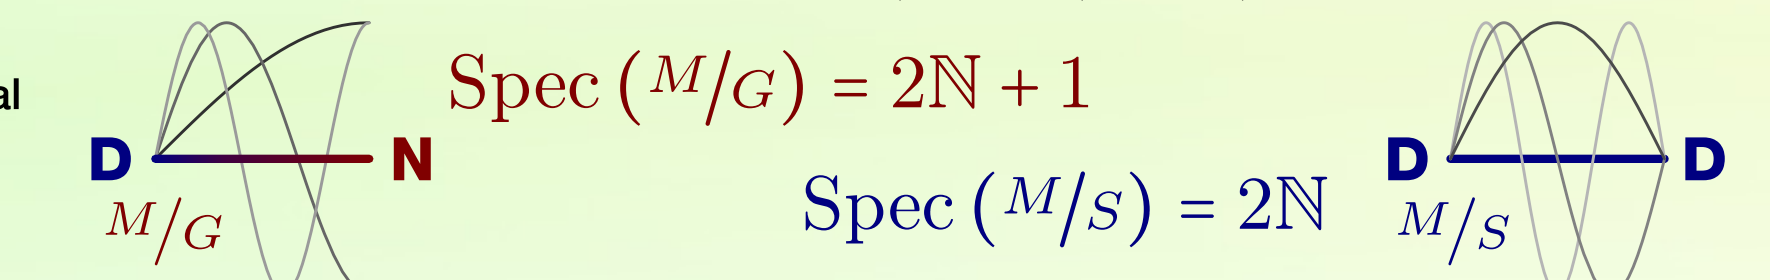 al
D N Spec (M/G) = 2ℕ + 1 D D
M/G Spec (M/S) = 2ℕ M/S